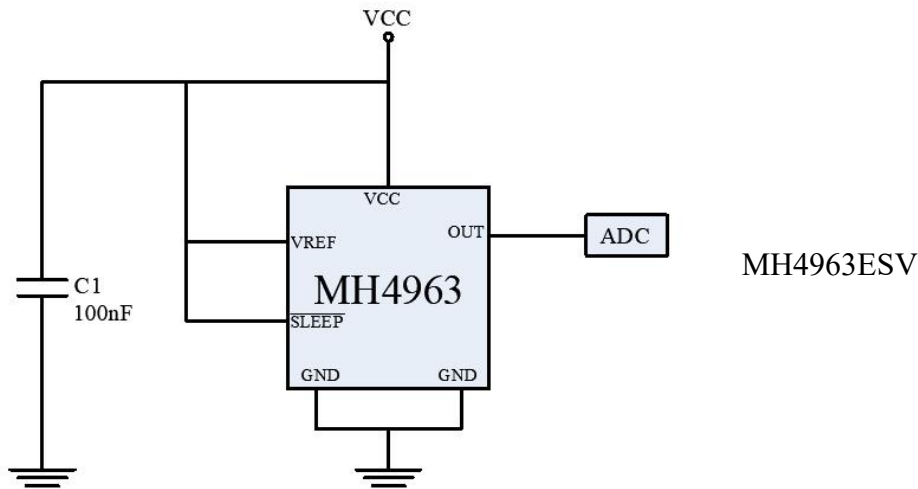 VCC
VCC
VREF
OUT
ADC
MH4963
SLEEP
GND
GND
C1
100nF
MH4963ESV